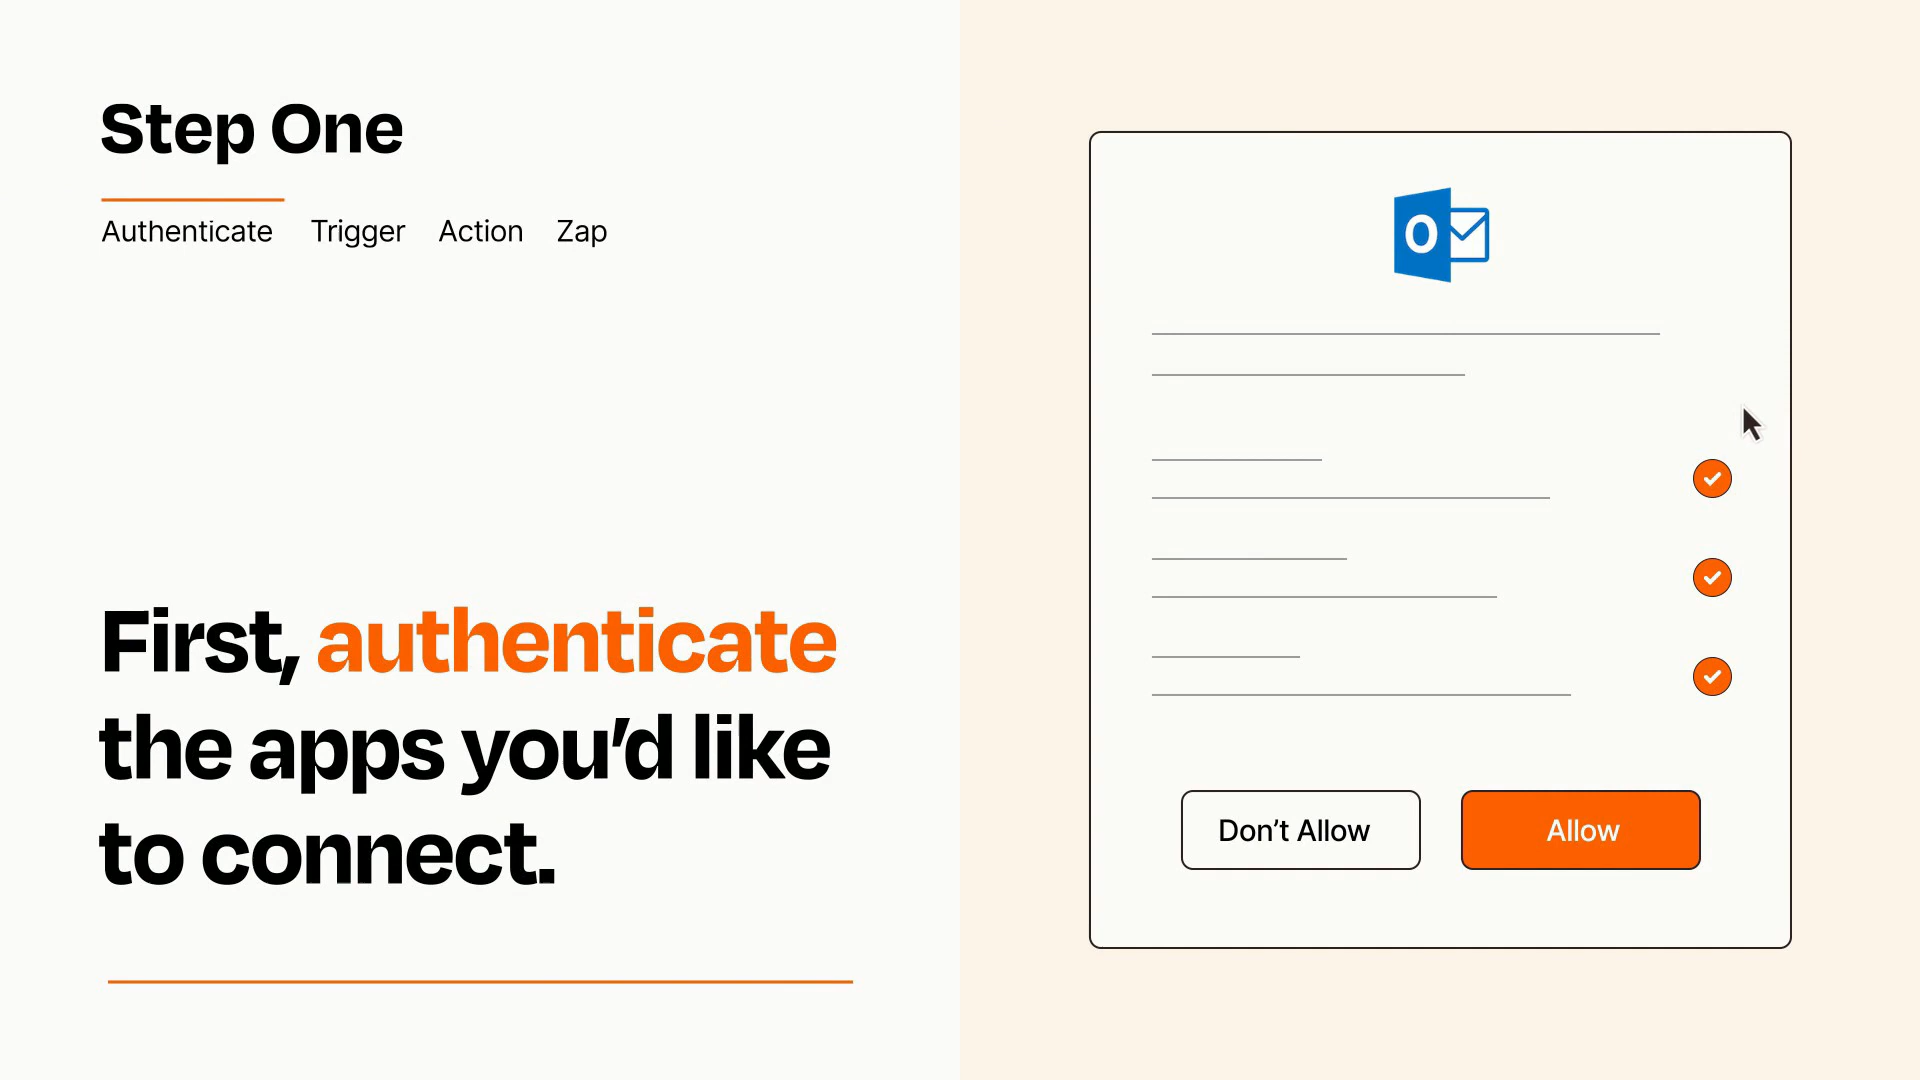 Step One
Authenticate Trigger Action Zap
First, authenticate
the apps you’d like
to connect.
O
Don’t Allow
Allow